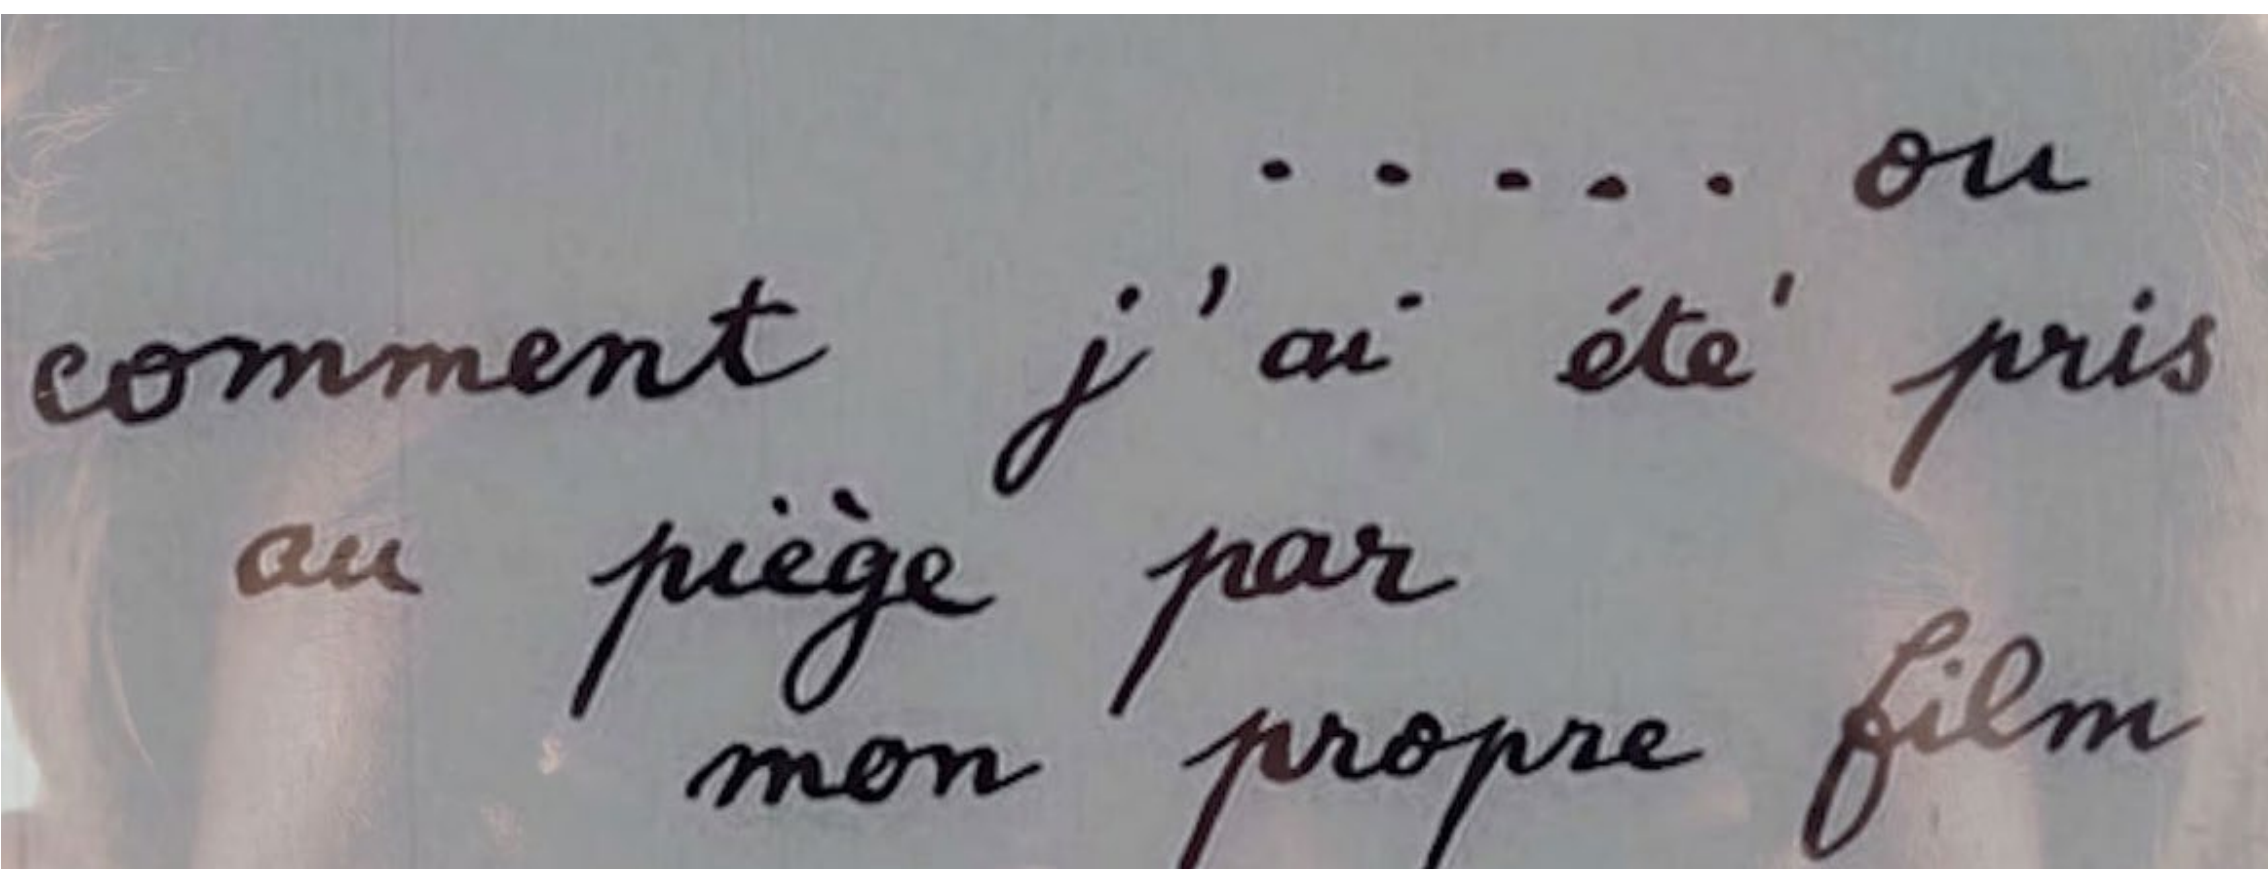 ..... ou
comment j'ai été pris
au piège par
mon propre film